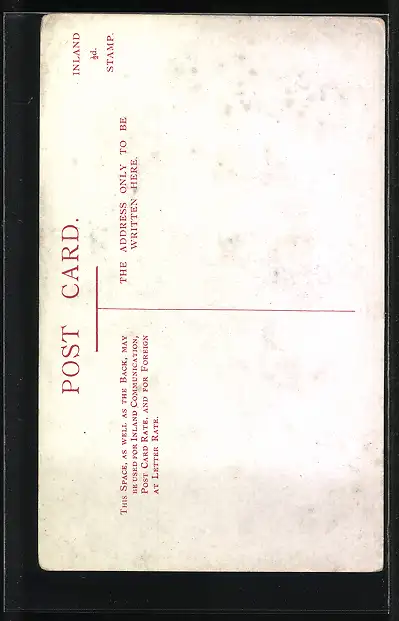 POST CARD.
INLAND
½d.
STAMP.
THIS SPACE, AS WELL AS THE BACK, MAY
BE USED FOR INLAND COMMUNICATION,
POST CARD RATE, AND FOR FOREIGN
AT LETTER RATE.
THE ADDRESS ONLY TO BE
WRITTEN HERE.